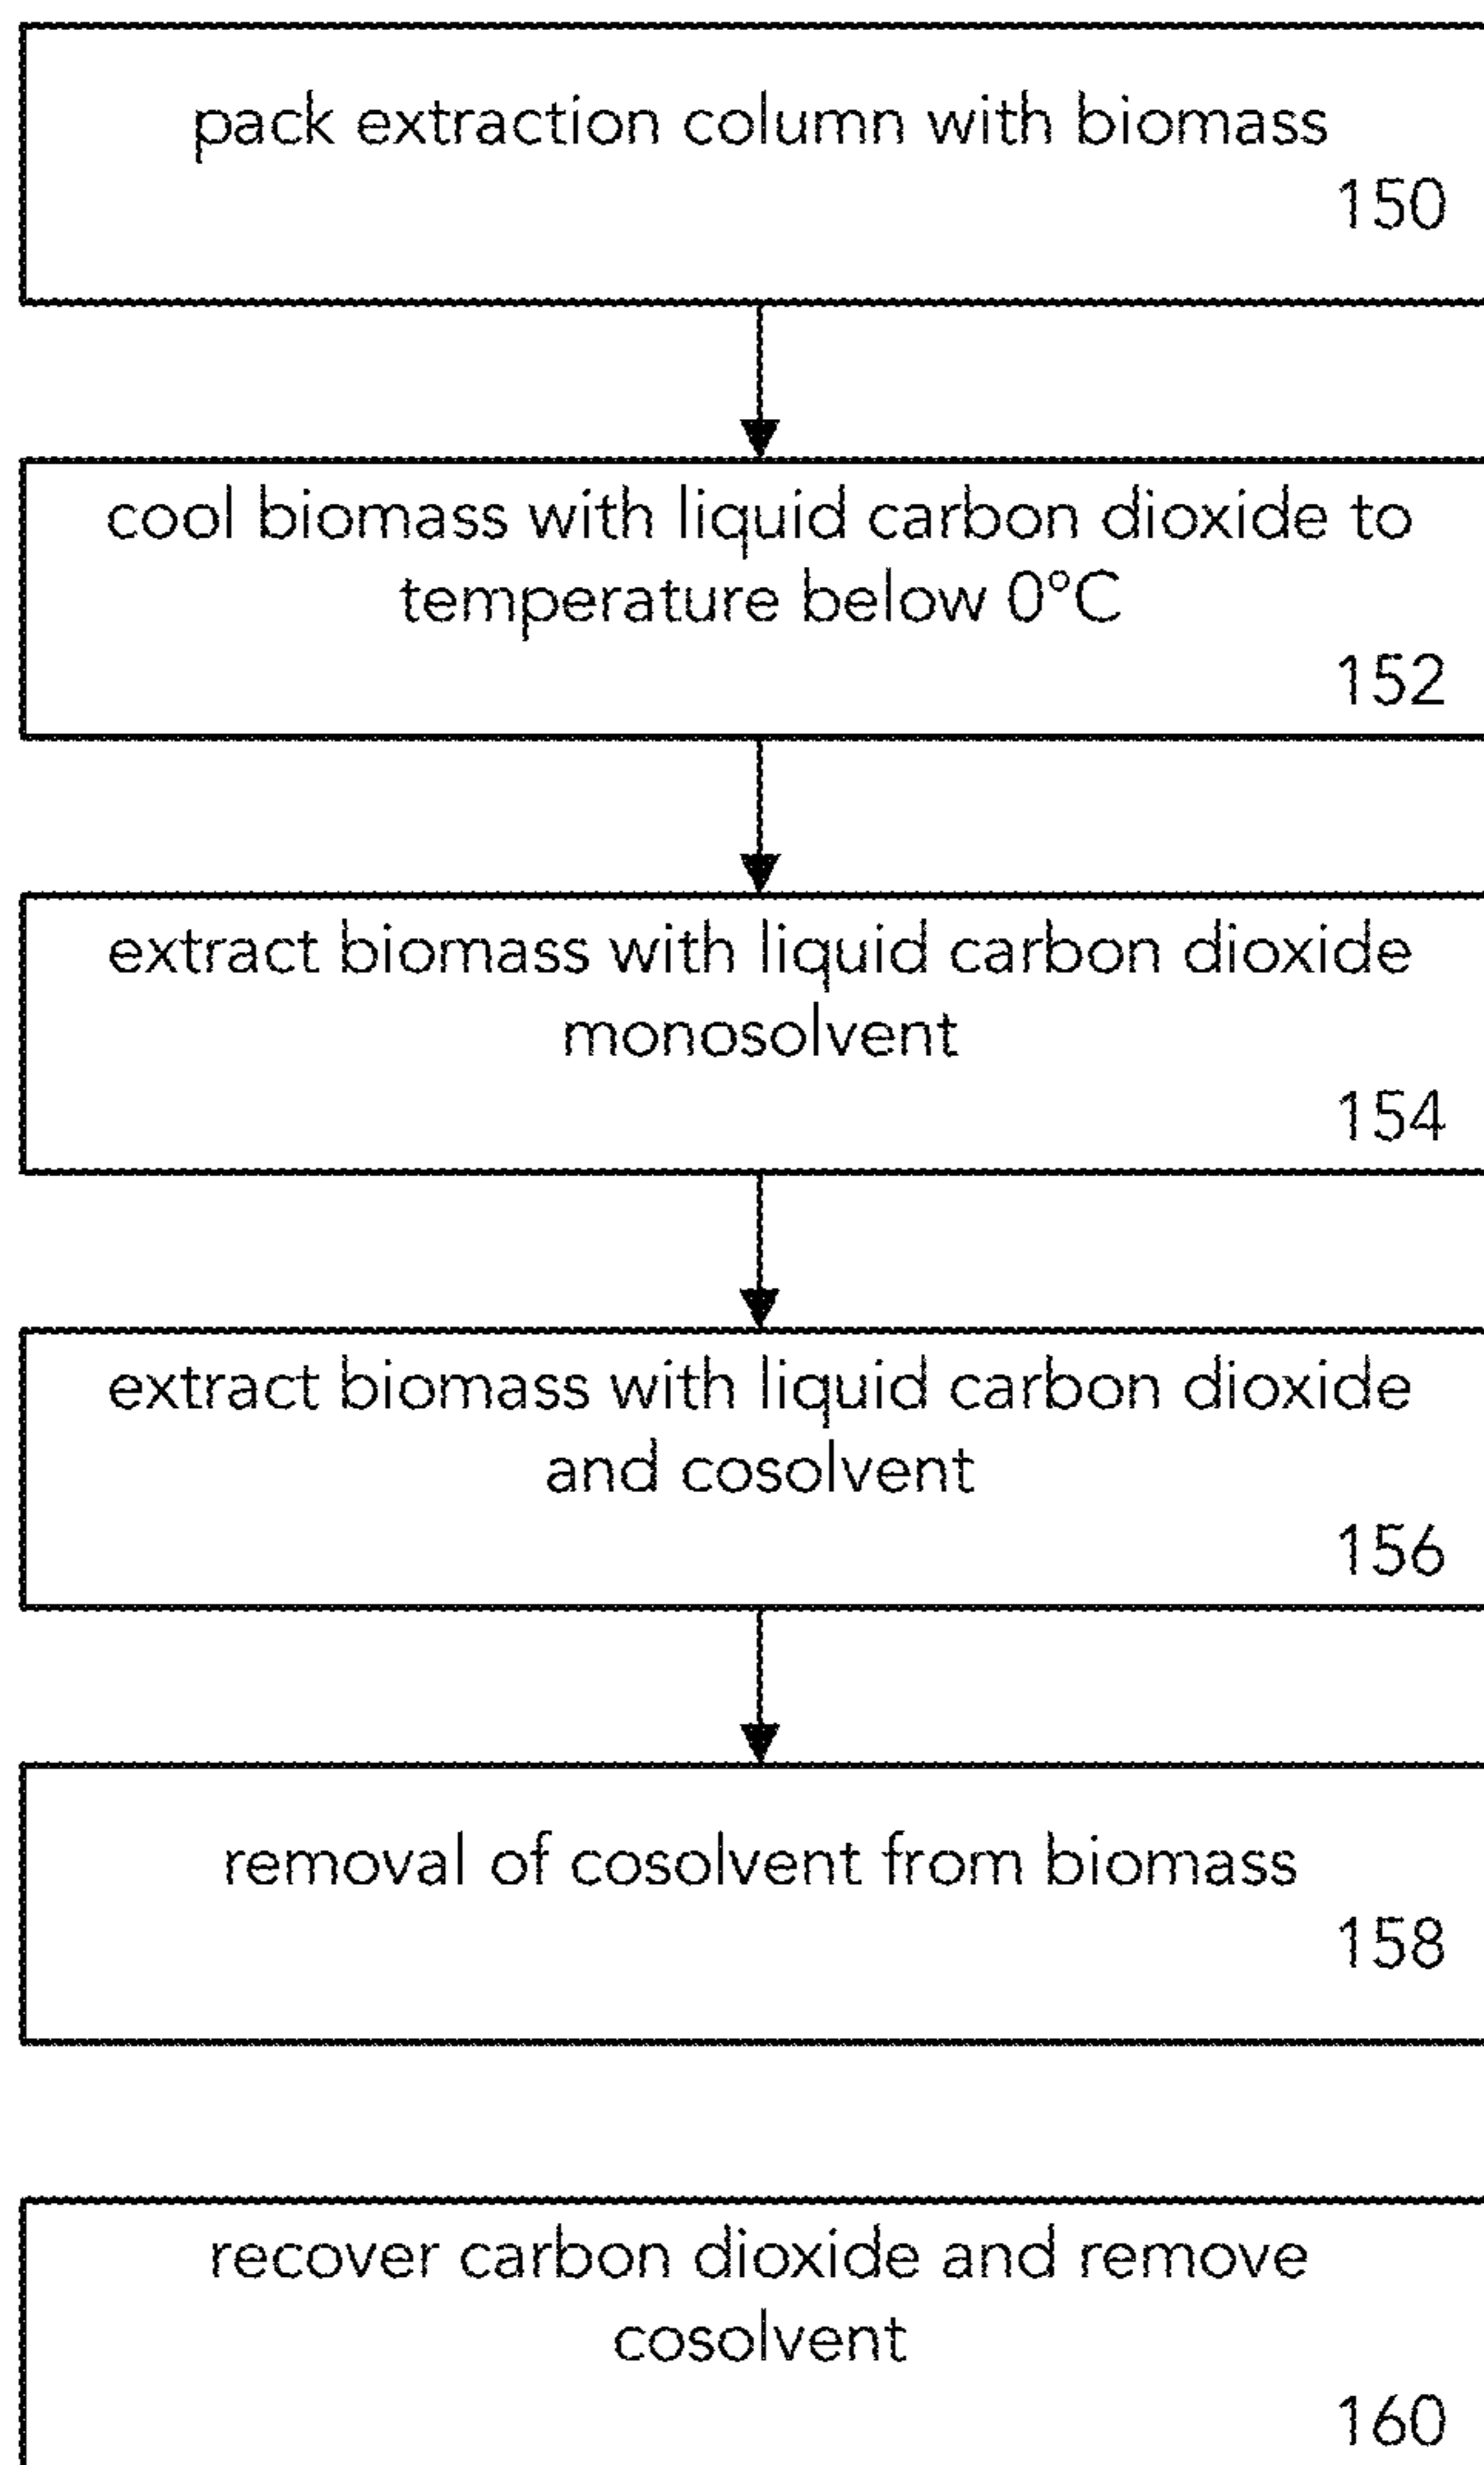 pack extraction column with biomass
150
cool biomass with liquid carbon dioxide to
temperature below 0°C
152
extract biomass with liquid carbon dioxide
monosolvent
154
extract biomass with liquid carbon dioxide
and cosolvent
156
removal of cosolvent from biomass
158
recover carbon dioxide and remove
cosolvent
160